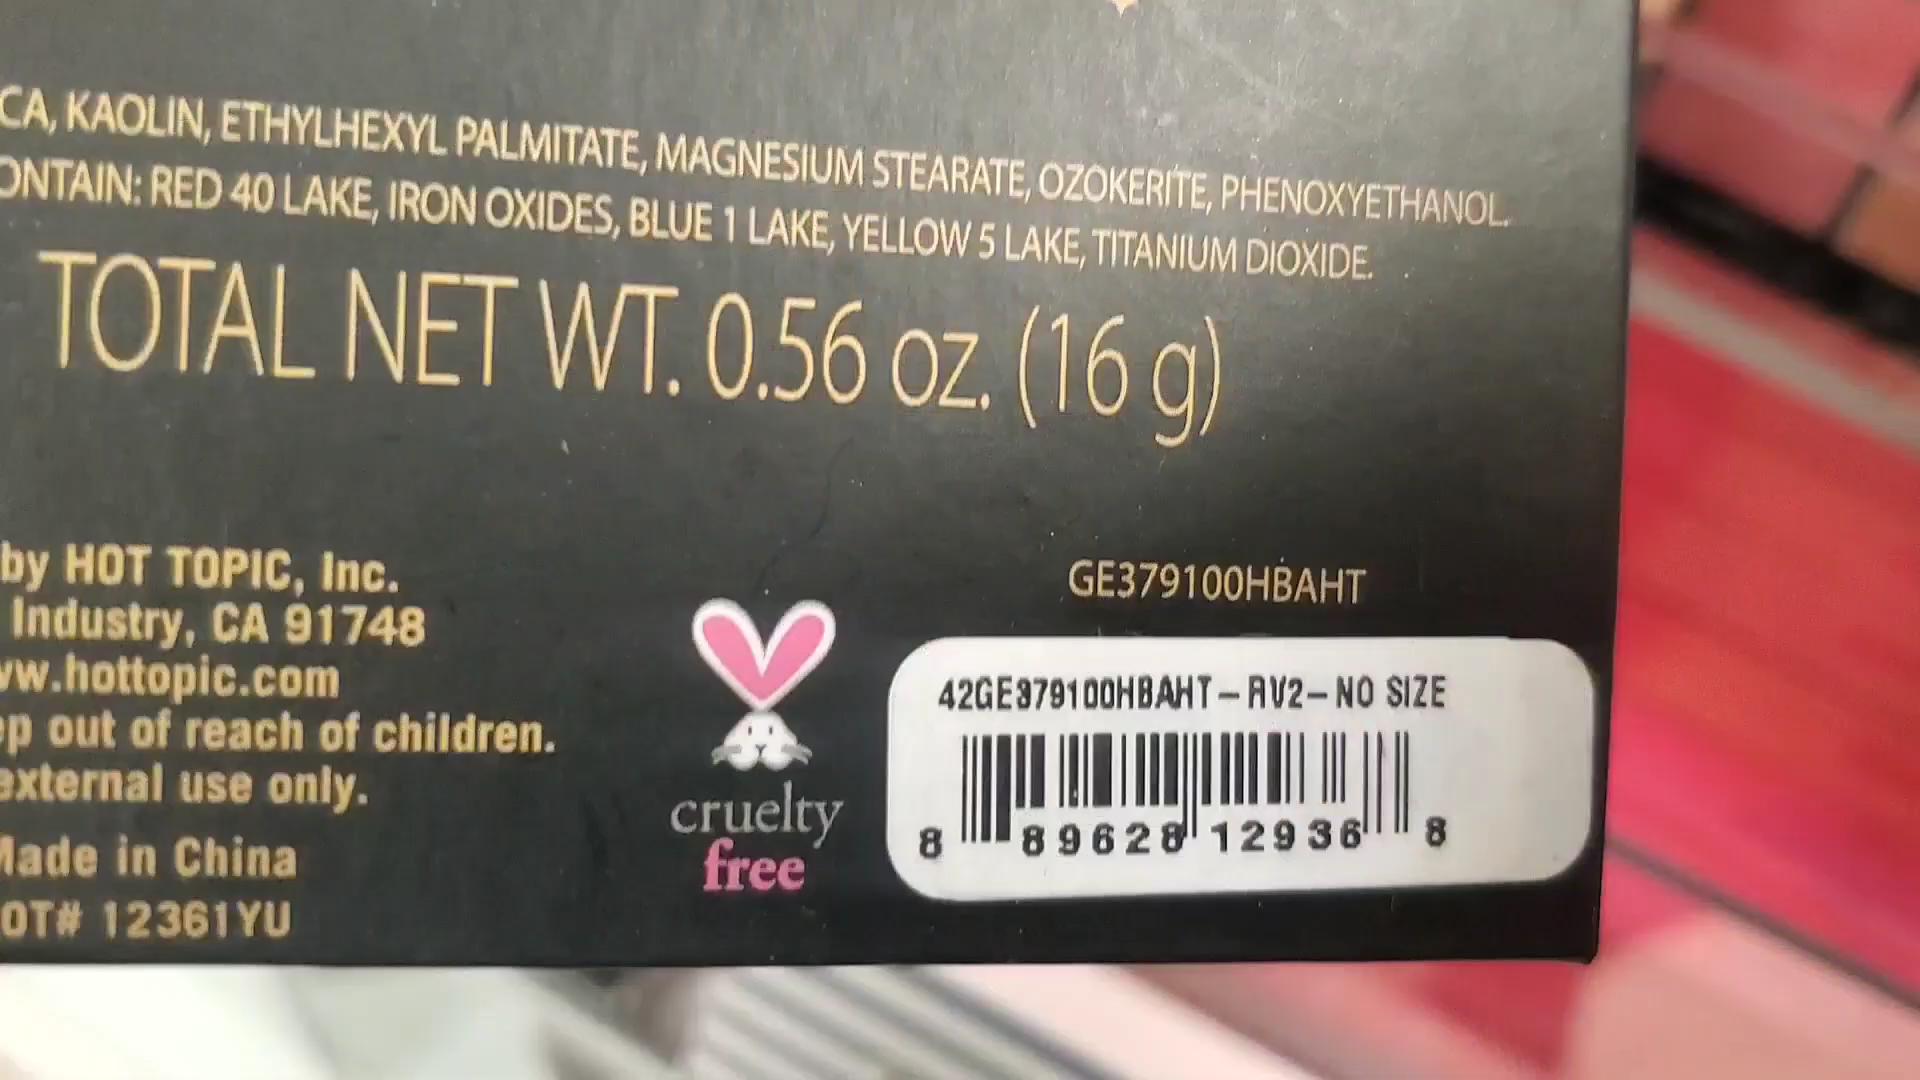 CA, KAOLIN, ETHYLHEXYL PALMITATE, MAGNESIUM STEARATE, OZOKERITE, PHENOXYETHANOL.
ONTAIN: RED 40 LAKE, IRON OXIDES, BLUE 1 LAKE, YELLOW 5 LAKE, TITANIUM DIOXIDE.
TOTAL NET WT. 0.56 oz. (16 g)
by HOT TOPIC, Inc.
Industry, CA 91748
ww.hottopic.com
ep out of reach of children.
external use only.
Made in China
OT# 12361YU
cruelty
free
GE379100HBAHT
42GE379100HBAHT – RV2 – NO SIZE
8 89628 12936 8